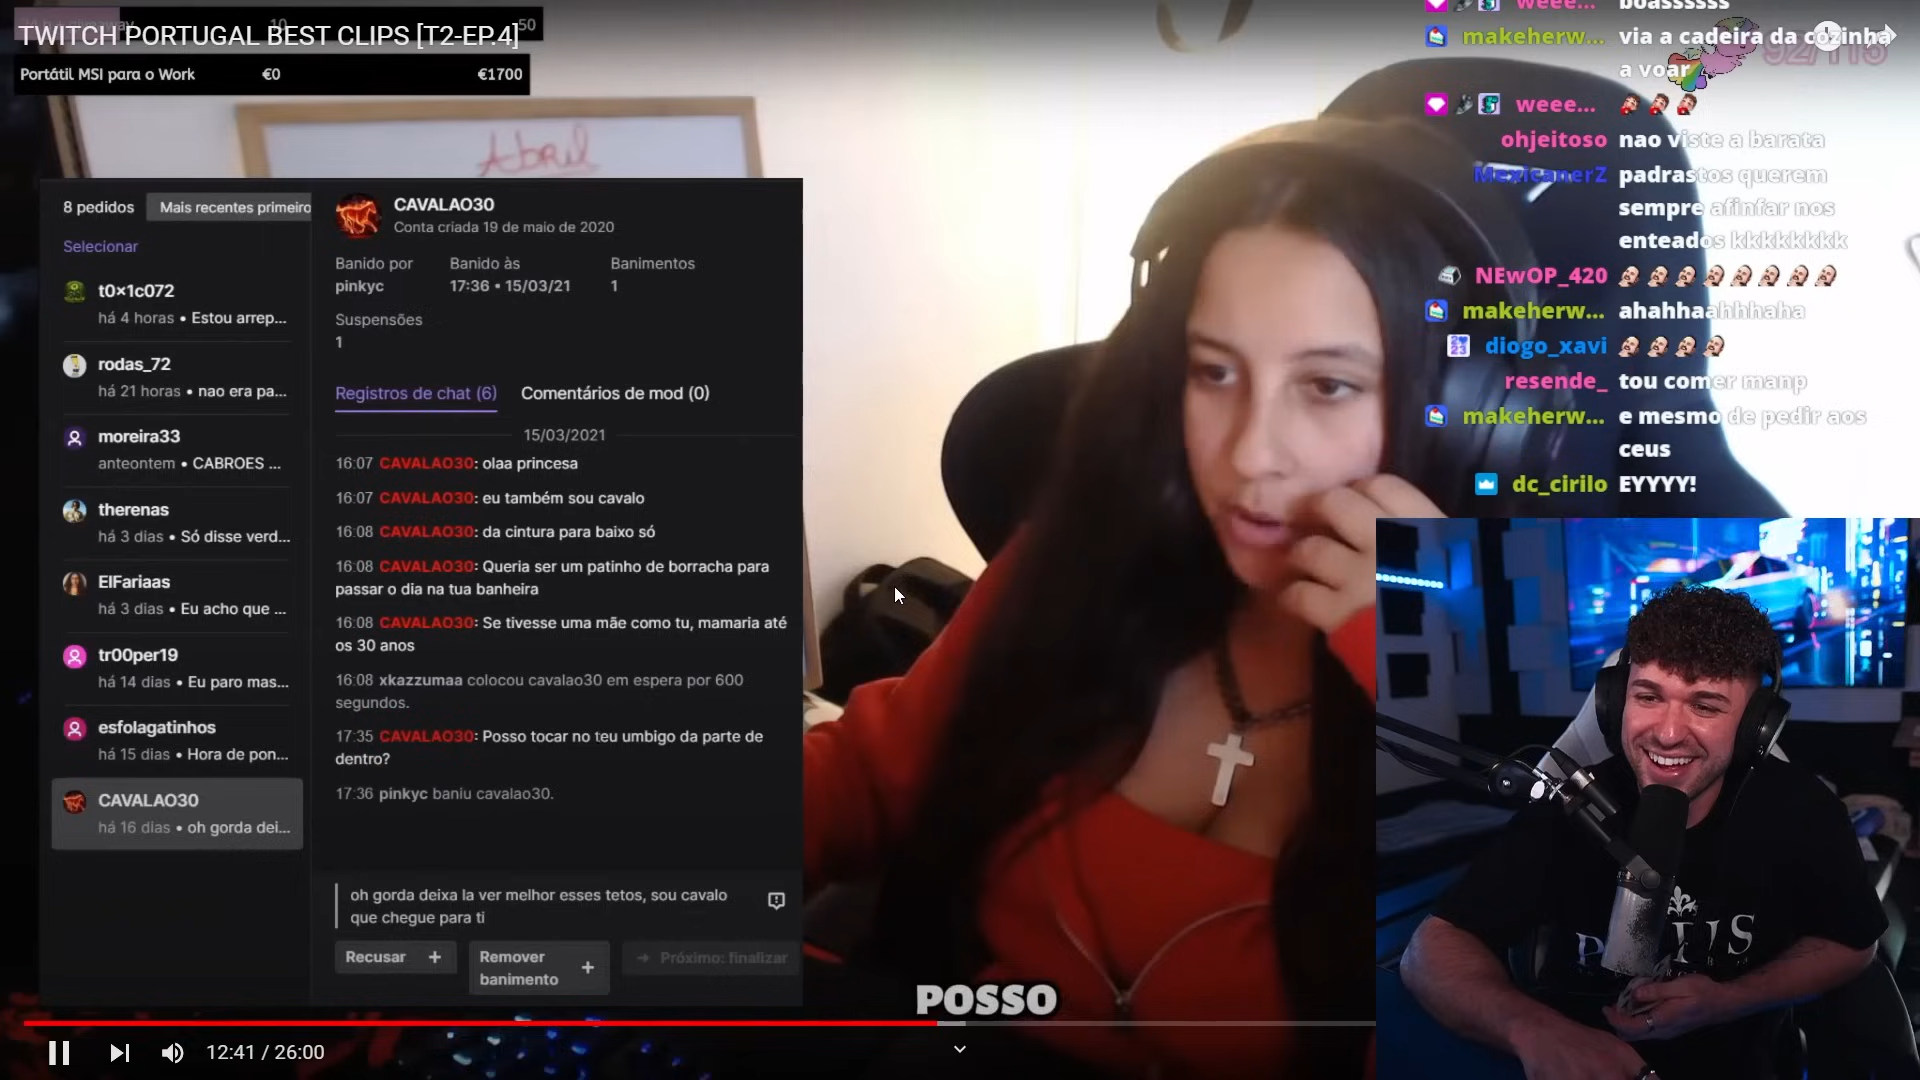 TWITCH PORTUGAL BEST CLIPS [T2-EP.4]
10
50
Portátil MSI para o Work €0 €1700
Abril
8 pedidos Mais recentes primeiro
Selecionar
t0×1c072
há 4 horas • Estou arrep...
rodas_72
há 21 horas • nao era pa...
moreira33
anteontem • CABROES ...
therenas
há 3 dias • Só disse verd...
ElFariaas
há 3 dias • Eu acho que ...
tr00per19
há 14 dias • Eu paro mas...
esfolagatinhos
há 15 dias • Hora de pon...
CAVALAO30
há 16 dias • oh gorda dei...
CAVALAO30
Conta criada 19 de maio de 2020
Banido por Banido às Banimentos
pinkyc 17:36 • 15/03/21 1
Suspensões
1
Registros de chat (6) Comentários de mod (0)
15/03/2021
16:07 CAVALAO30: olaa princesa
16:07 CAVALAO30: eu também sou cavalo
16:08 CAVALAO30: da cintura para baixo só
16:08 CAVALAO30: Queria ser um patinho de borracha para
passar o dia na tua banheira
16:08 CAVALAO30: Se tivesse uma mãe como tu, mamaria até
os 30 anos
16:08 xkazzumaa colocou cavalao30 em espera por 600
segundos.
17:35 CAVALAO30: Posso tocar no teu umbigo da parte de
dentro?
17:36 pinkyc baniu cavalao30.
oh gorda deixa la ver melhor esses tetos, sou cavalo
que chegue para ti
Recusar +
Remover
banimento +
→ Próximo: finalizar
weee... boassssss
makeherw... via a cadeira da cozinha
a voar
92/115
weee...
ohjeitoso nao viste a barata
MexicanerZ padrastos querem
sempre afinfar nos
enteados kkkkkkkk
NEwOP_420
makeherw... ahahhaahhhaha
diogo_xavi
resende_ tou comer manp
makeherw... e mesmo de pedir aos
ceus
dc_cirilo EYYYY!
POSSO
12:41 / 26:00